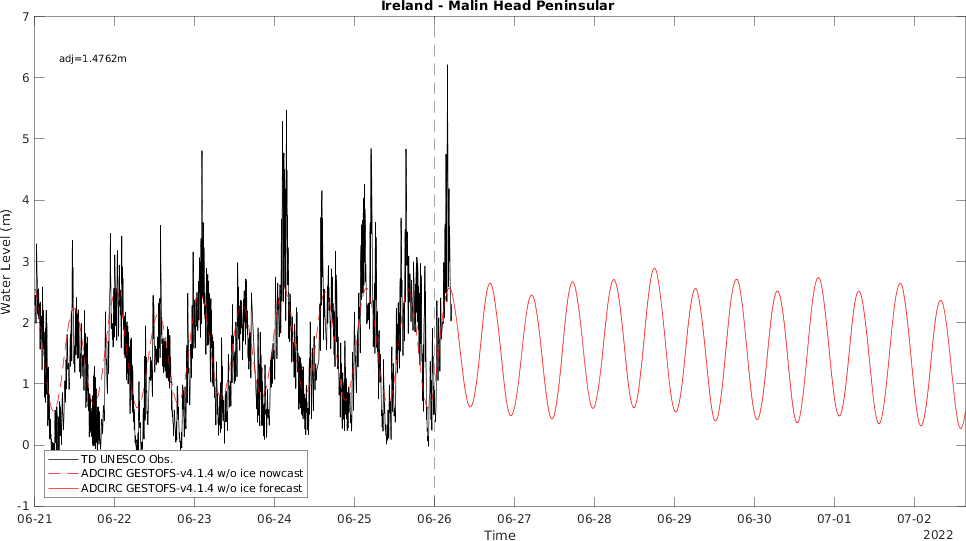 Ireland - Malin Head Peninsular
7
adj=1.4762m
6
5
4
3
2
1
0
-1
Water Level (m)
TD UNESCO Obs.
ADCIRC GESTOFS-v4.1.4 w/o ice nowcast
ADCIRC GESTOFS-v4.1.4 w/o ice forecast
06-21 06-22 06-23 06-24 06-25 06-26 06-27 06-28 06-29 06-30 07-01 07-02
Time
2022